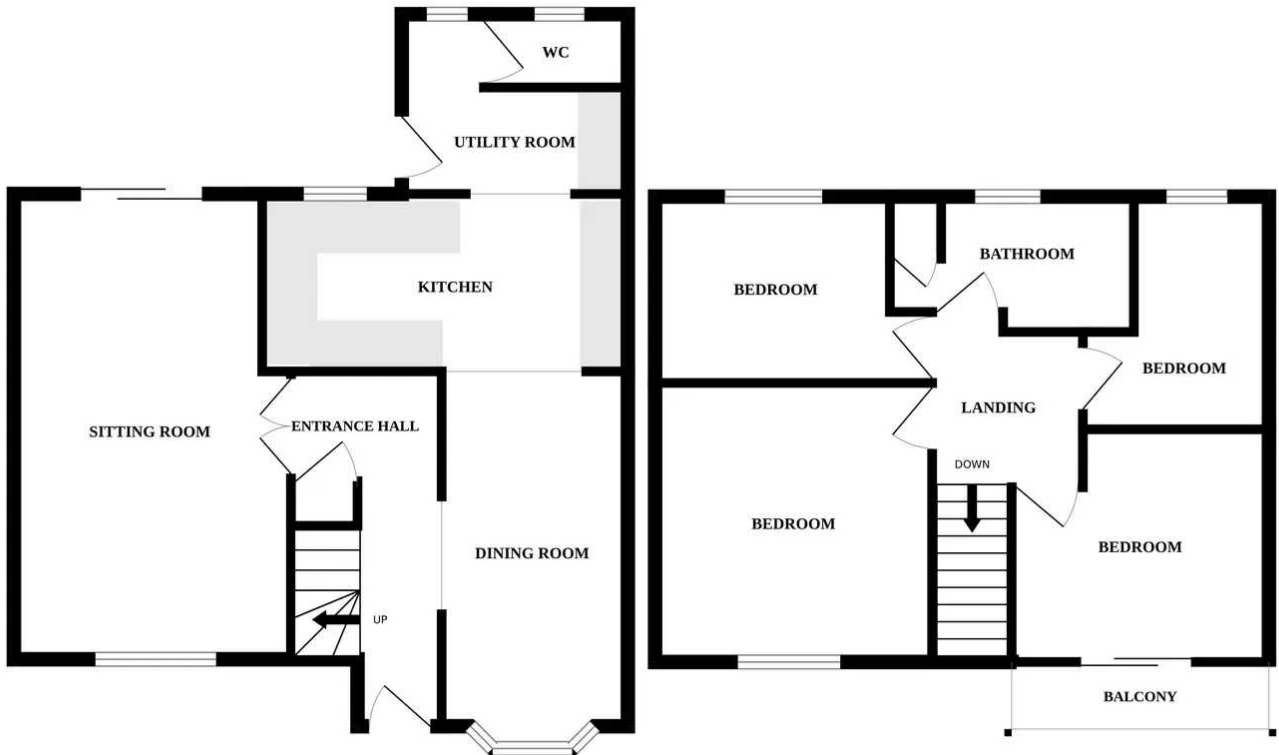 WC
UTILITY ROOM
KITCHEN
SITTING ROOM
ENTRANCE HALL
DINING ROOM
UP
BATHROOM
BEDROOM
BEDROOM
LANDING
DOWN
BEDROOM
BEDROOM
BALCONY